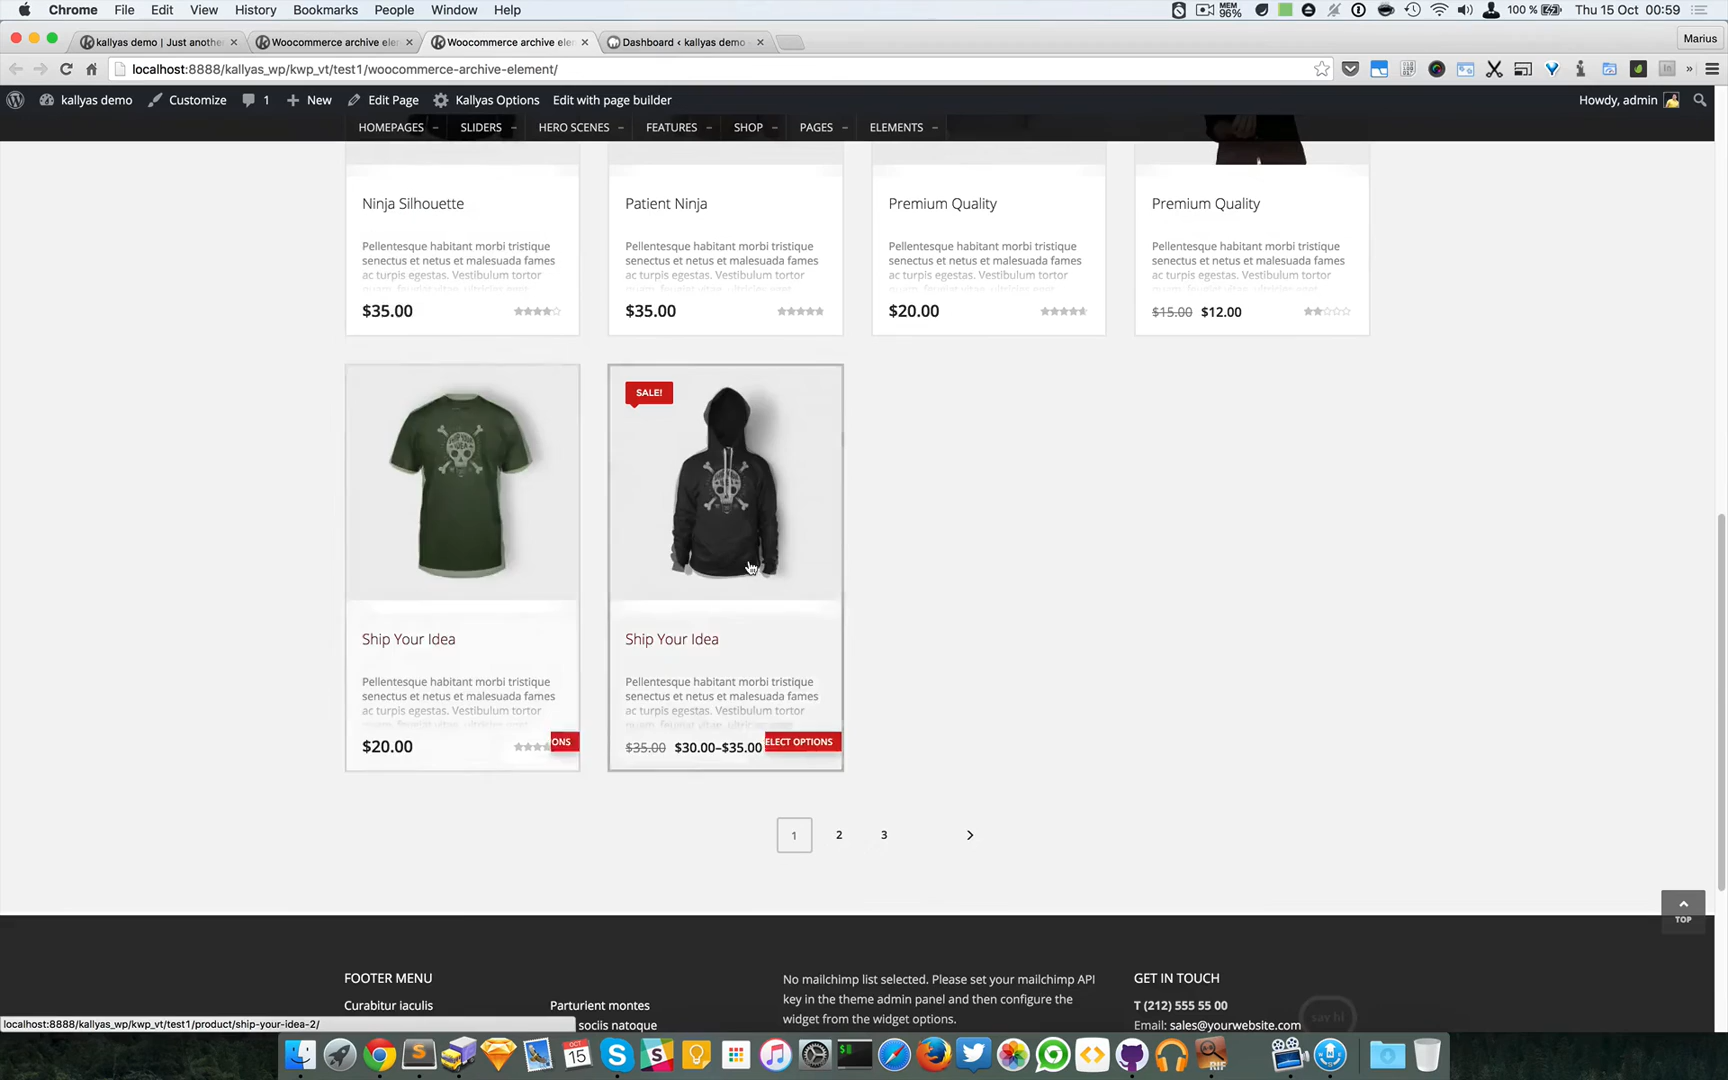 Chrome File Edit View History Bookmarks People Window Help MEM 96% 100 % Thu 15 Oct 00:59
kallyas demo | Just anothe Woocommerce archive ele Woocommerce archive ele Dashboard ‹ kallyas demo Marius
localhost:8888/kallyas_wp/kwp_vt/test1/woocommerce-archive-element/
kallyas demo Customize 1 New Edit Page Kallyas Options Edit with page builder Howdy, admin
HOMEPAGES SLIDERS HERO SCENES FEATURES SHOP PAGES ELEMENTS
Ninja Silhouette Patient Ninja Premium Quality Premium Quality
Pellentesque habitant morbi tristique Pellentesque habitant morbi tristique Pellentesque habitant morbi tristique Pellentesque habitant morbi tristique
senectus et netus et malesuada fames senectus et netus et malesuada fames senectus et netus et malesuada fames senectus et netus et malesuada fames
ac turpis egestas. Vestibulum tortor ac turpis egestas. Vestibulum tortor ac turpis egestas. Vestibulum tortor ac turpis egestas. Vestibulum tortor
$35.00 $35.00 $20.00 $15.00 $12.00
SALE!
Ship Your Idea Ship Your Idea
Pellentesque habitant morbi tristique Pellentesque habitant morbi tristique
senectus et netus et malesuada fames senectus et netus et malesuada fames
ac turpis egestas. Vestibulum tortor ac turpis egestas. Vestibulum tortor
$20.00 ONS $35.00 $30.00–$35.00 ELECT OPTIONS
1 2 3
TOP
FOOTER MENU
Curabitur iaculis Parturient montes
sociis natoque
No mailchimp list selected. Please set your mailchimp API
key in the theme admin panel and then configure the
widget from the widget options.
GET IN TOUCH
T (212) 555 55 00
Email: sales@yourwebsite.com
localhost:8888/kallyas_wp/kwp_vt/test1/product/ship-your-idea-2/
OCT
15
RIF